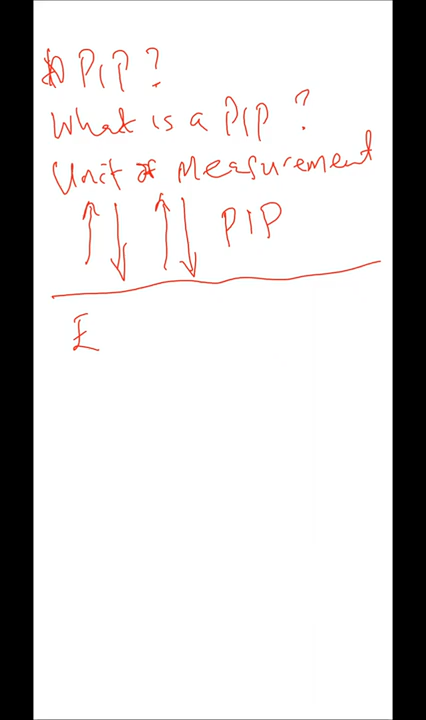 PIP?
What is a PIP?
Unit of Measurement
PIP
E